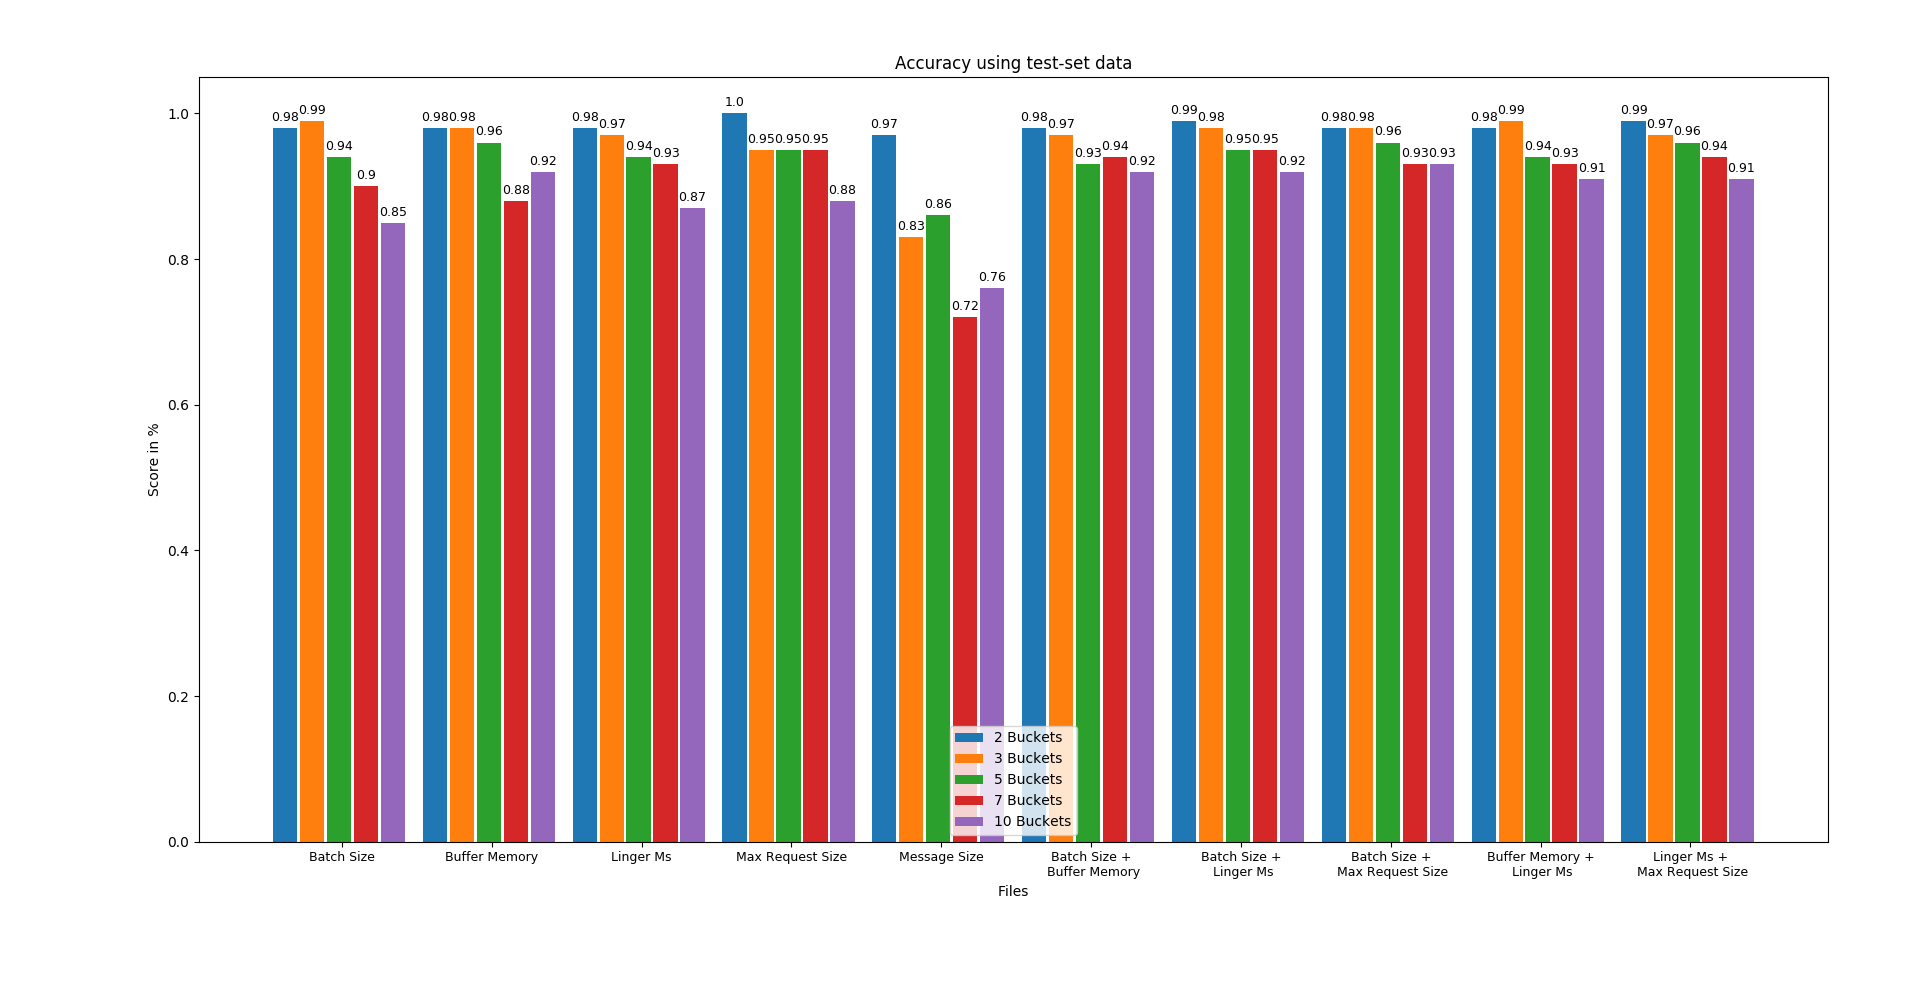 Accuracy using test-set data
1.0
0.8
0.6
0.4
0.2
0.0
Score in %
0.98 0.99 0.94 0.9 0.85
0.98 0.98 0.96 0.88 0.92
0.98 0.97 0.94 0.93 0.87
1.0 0.95 0.95 0.95 0.88
0.97 0.83 0.86 0.72 0.76
0.98 0.97 0.93 0.94 0.92
0.99 0.98 0.95 0.95 0.92
0.98 0.98 0.96 0.93 0.93
0.98 0.99 0.94 0.93 0.91
0.99 0.97 0.96 0.94 0.91
2 Buckets
3 Buckets
5 Buckets
7 Buckets
10 Buckets
Batch Size
Buffer Memory
Linger Ms
Max Request Size
Message Size
Batch Size +
Buffer Memory
Batch Size +
Linger Ms
Batch Size +
Max Request Size
Buffer Memory +
Linger Ms
Linger Ms +
Max Request Size
Files